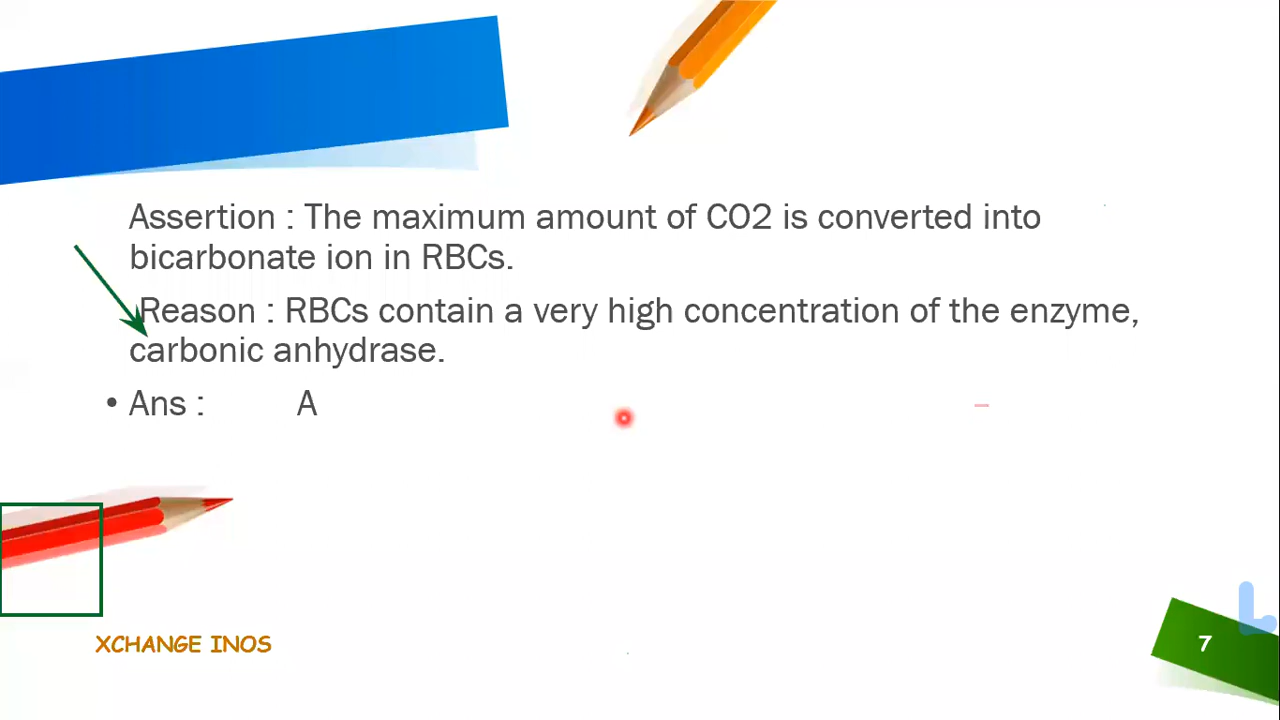 Assertion : The maximum amount of CO2 is converted into
bicarbonate ion in RBCs.
Reason : RBCs contain a very high concentration of the enzyme,
carbonic anhydrase.
• Ans : A
XCHANGE INOS
7